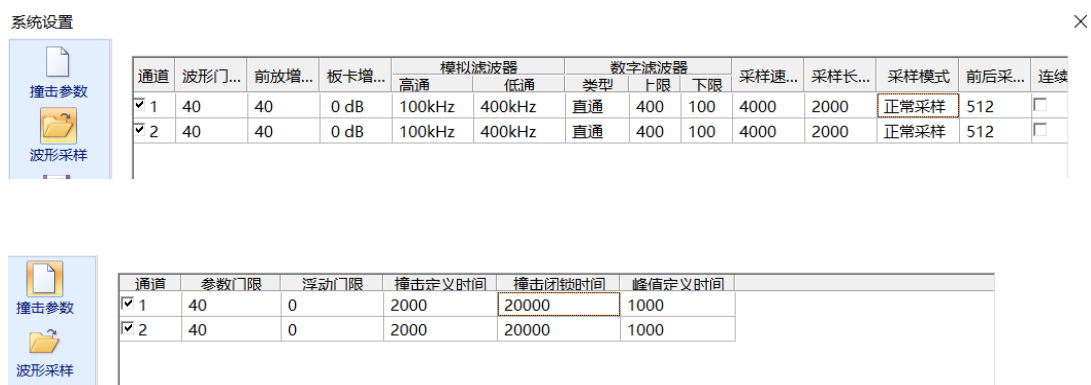 系统设置
撞击参数
波形采样
通道 波形门... 前放增... 板卡增... 模拟滤波器 数字滤波器 采样速... 采样长... 采样模式 前后采... 连续
高通 低通 类型 上限 下限
1 40 40 0 dB 100kHz 400kHz 直通 400 100 4000 2000 正常采样 512
2 40 40 0 dB 100kHz 400kHz 直通 400 100 4000 2000 正常采样 512
撞击参数
波形采样
通道 参数门限 浮动门限 撞击定义时间 撞击闭锁时间 峰值定义时间
1 40 0 2000 20000 1000
2 40 0 2000 20000 1000